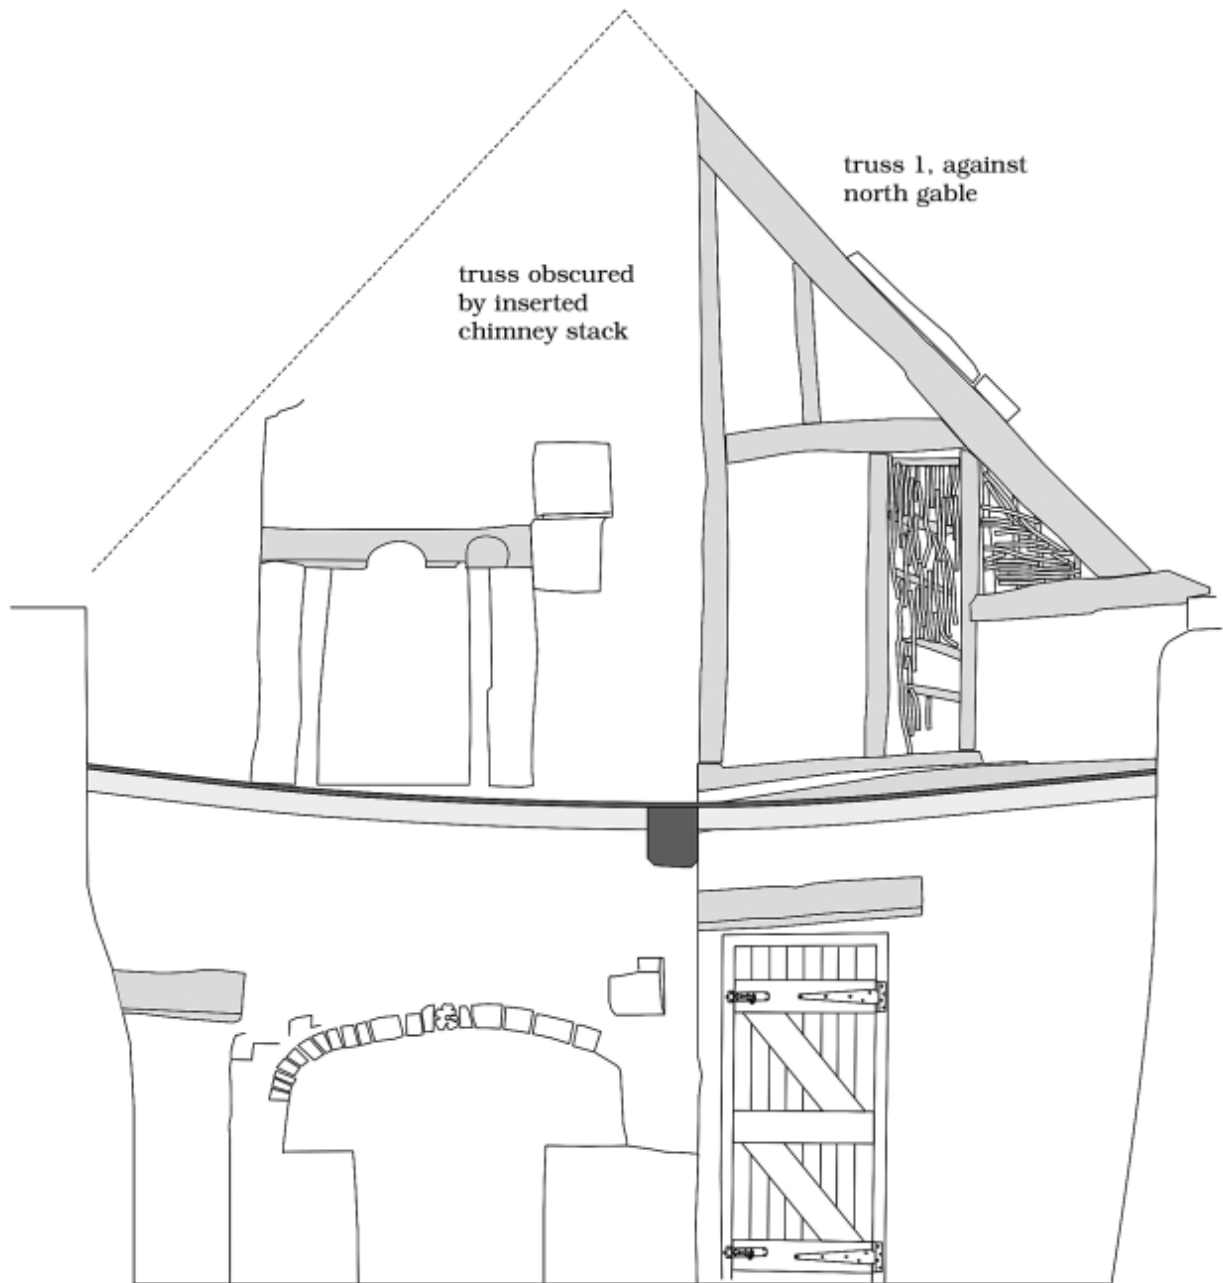 truss 1, against
north gable
truss obscured
by inserted
chimney stack